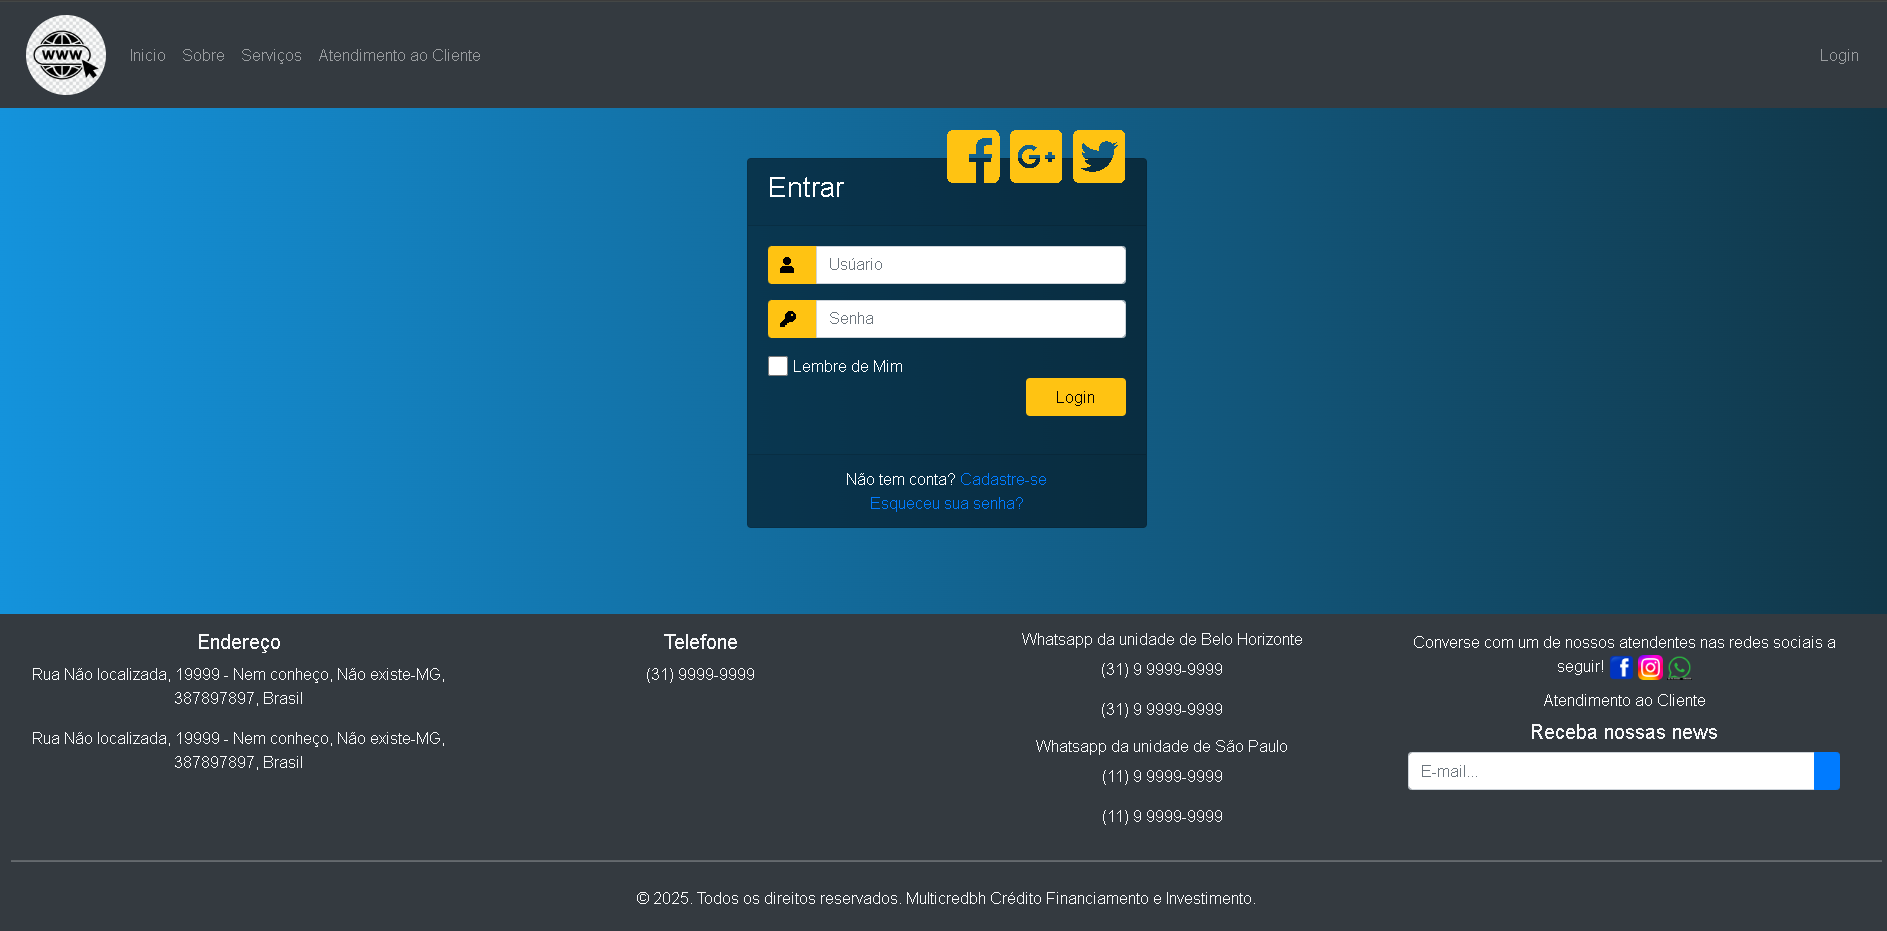 WWW
Inicio Sobre Serviços Atendimento ao Cliente Login
Entrar
Usúario
Senha
Lembre de Mim
Login
Não tem conta? Cadastre-se
Esqueceu sua senha?
Endereço
Rua Não localizada, 19999 - Nem conheço, Não existe-MG,
387897897, Brasil
Rua Não localizada, 19999 - Nem conheço, Não existe-MG,
387897897, Brasil
Telefone
(31) 9999-9999
Whatsapp da unidade de Belo Horizonte
(31) 9 9999-9999
(31) 9 9999-9999
Whatsapp da unidade de São Paulo
(11) 9 9999-9999
(11) 9 9999-9999
Converse com um de nossos atendentes nas redes sociais a
seguir!
Atendimento ao Cliente
Receba nossas news
E-mail...
© 2025. Todos os direitos reservados. Multicredbh Crédito Financiamento e Investimento.